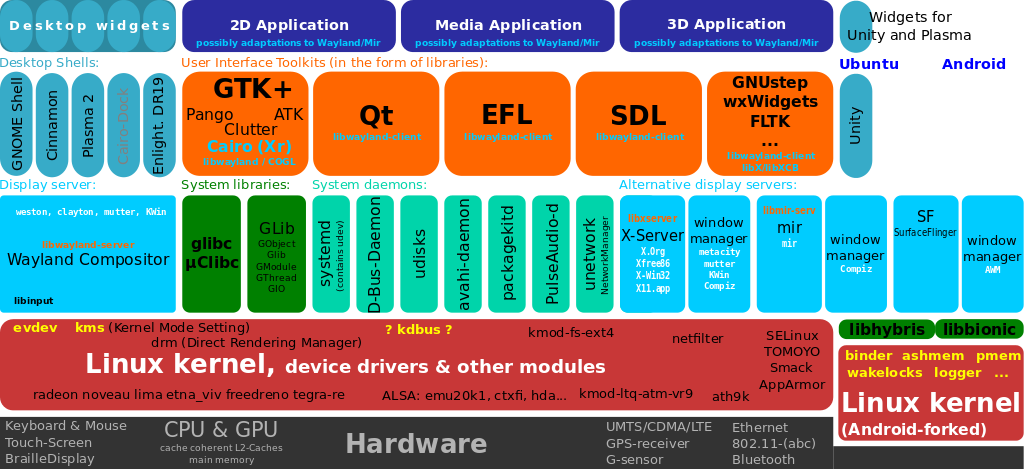 Desktop widgets
2D Application
possibly adaptations to Wayland/Mir
Media Application
possibly adaptations to Wayland/Mir
3D Application
possibly adaptations to Wayland/Mir
Widgets for
Unity and Plasma
Desktop Shells:
User Interface Toolkits (in the form of libraries):
Ubuntu
Android
GNOME Shell
Cinnamon
Plasma 2
Cairo-Dock
Enlight. DR19
GTK+
Pango
ATK
Clutter
Cairo (Xr)
libwayland / COGL
Qt
libwayland-client
EFL
libwayland-client
SDL
libwayland-client
GNUstep
wxWidgets
FLTK
...
libwayland-client
libX/libXCB
Unity
Display server:
System libraries:
System daemons:
Alternative display servers:
weston, clayton, mutter, KWin
libwayland-server
Wayland Compositor
libinput
glibc
µClibc
GLib
GObject
Glib
GModule
GThread
GIO
systemd
(contains udev)
D-Bus-Daemon
udisks
avahi-daemon
packagekitd
PulseAudio-d
network
NetworkManager
libxserver
X-Server
X.Org
Xfree86
X-Win32
X11.app
window
manager
metacity
mutter
KWin
Compiz
libmir-serv
mir
mir
window
manager
Compiz
SF
SurfaceFlinger
window
manager
AWM
evdev
kms (Kernel Mode Setting)
drm (Direct Rendering Manager)
? kdbus ?
kmod-fs-ext4
netfilter
SELinux
TOMOYO
Smack
AppArmor
Linux kernel, device drivers & other modules
radeon noveau lima etna_viv freedreno tegra-re
ALSA: emu20k1, ctxfi, hda...
kmod-ltq-atm-vr9
ath9k
libhybris
libbionic
binder ashmem pmem
wakelocks logger ...
Linux kernel
(Android-forked)
Keyboard & Mouse
Touch-Screen
BrailleDisplay
CPU & GPU
cache coherent L2-Caches
main memory
Hardware
UMTS/CDMA/LTE
GPS-receiver
G-sensor
Ethernet
802.11-(abc)
Bluetooth